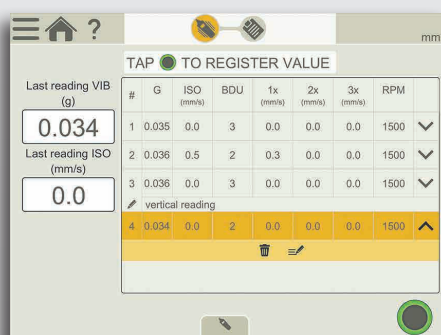 ?
mm
TAP TO REGISTER VALUE
Last reading VIB
(g)
0.034
Last reading ISO
(mm/s)
0.0
# G ISO (mm/s) BDU 1x (mm/s) 2x (mm/s) 3x (mm/s) RPM
1 0.035 0.0 3 0.0 0.0 0.0 1500
2 0.036 0.5 2 0.3 0.0 0.0 1500
3 0.036 0.0 3 0.0 0.0 0.0 1500
vertical reading
4 0.034 0.0 2 0.0 0.0 0.0 1500